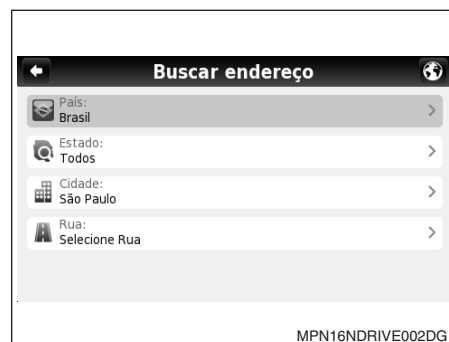 Buscar endereço
País:
Brasil
Estado:
Todos
Cidade:
São Paulo
Rua:
Selecione Rua
MPN16NDRIVE002DG